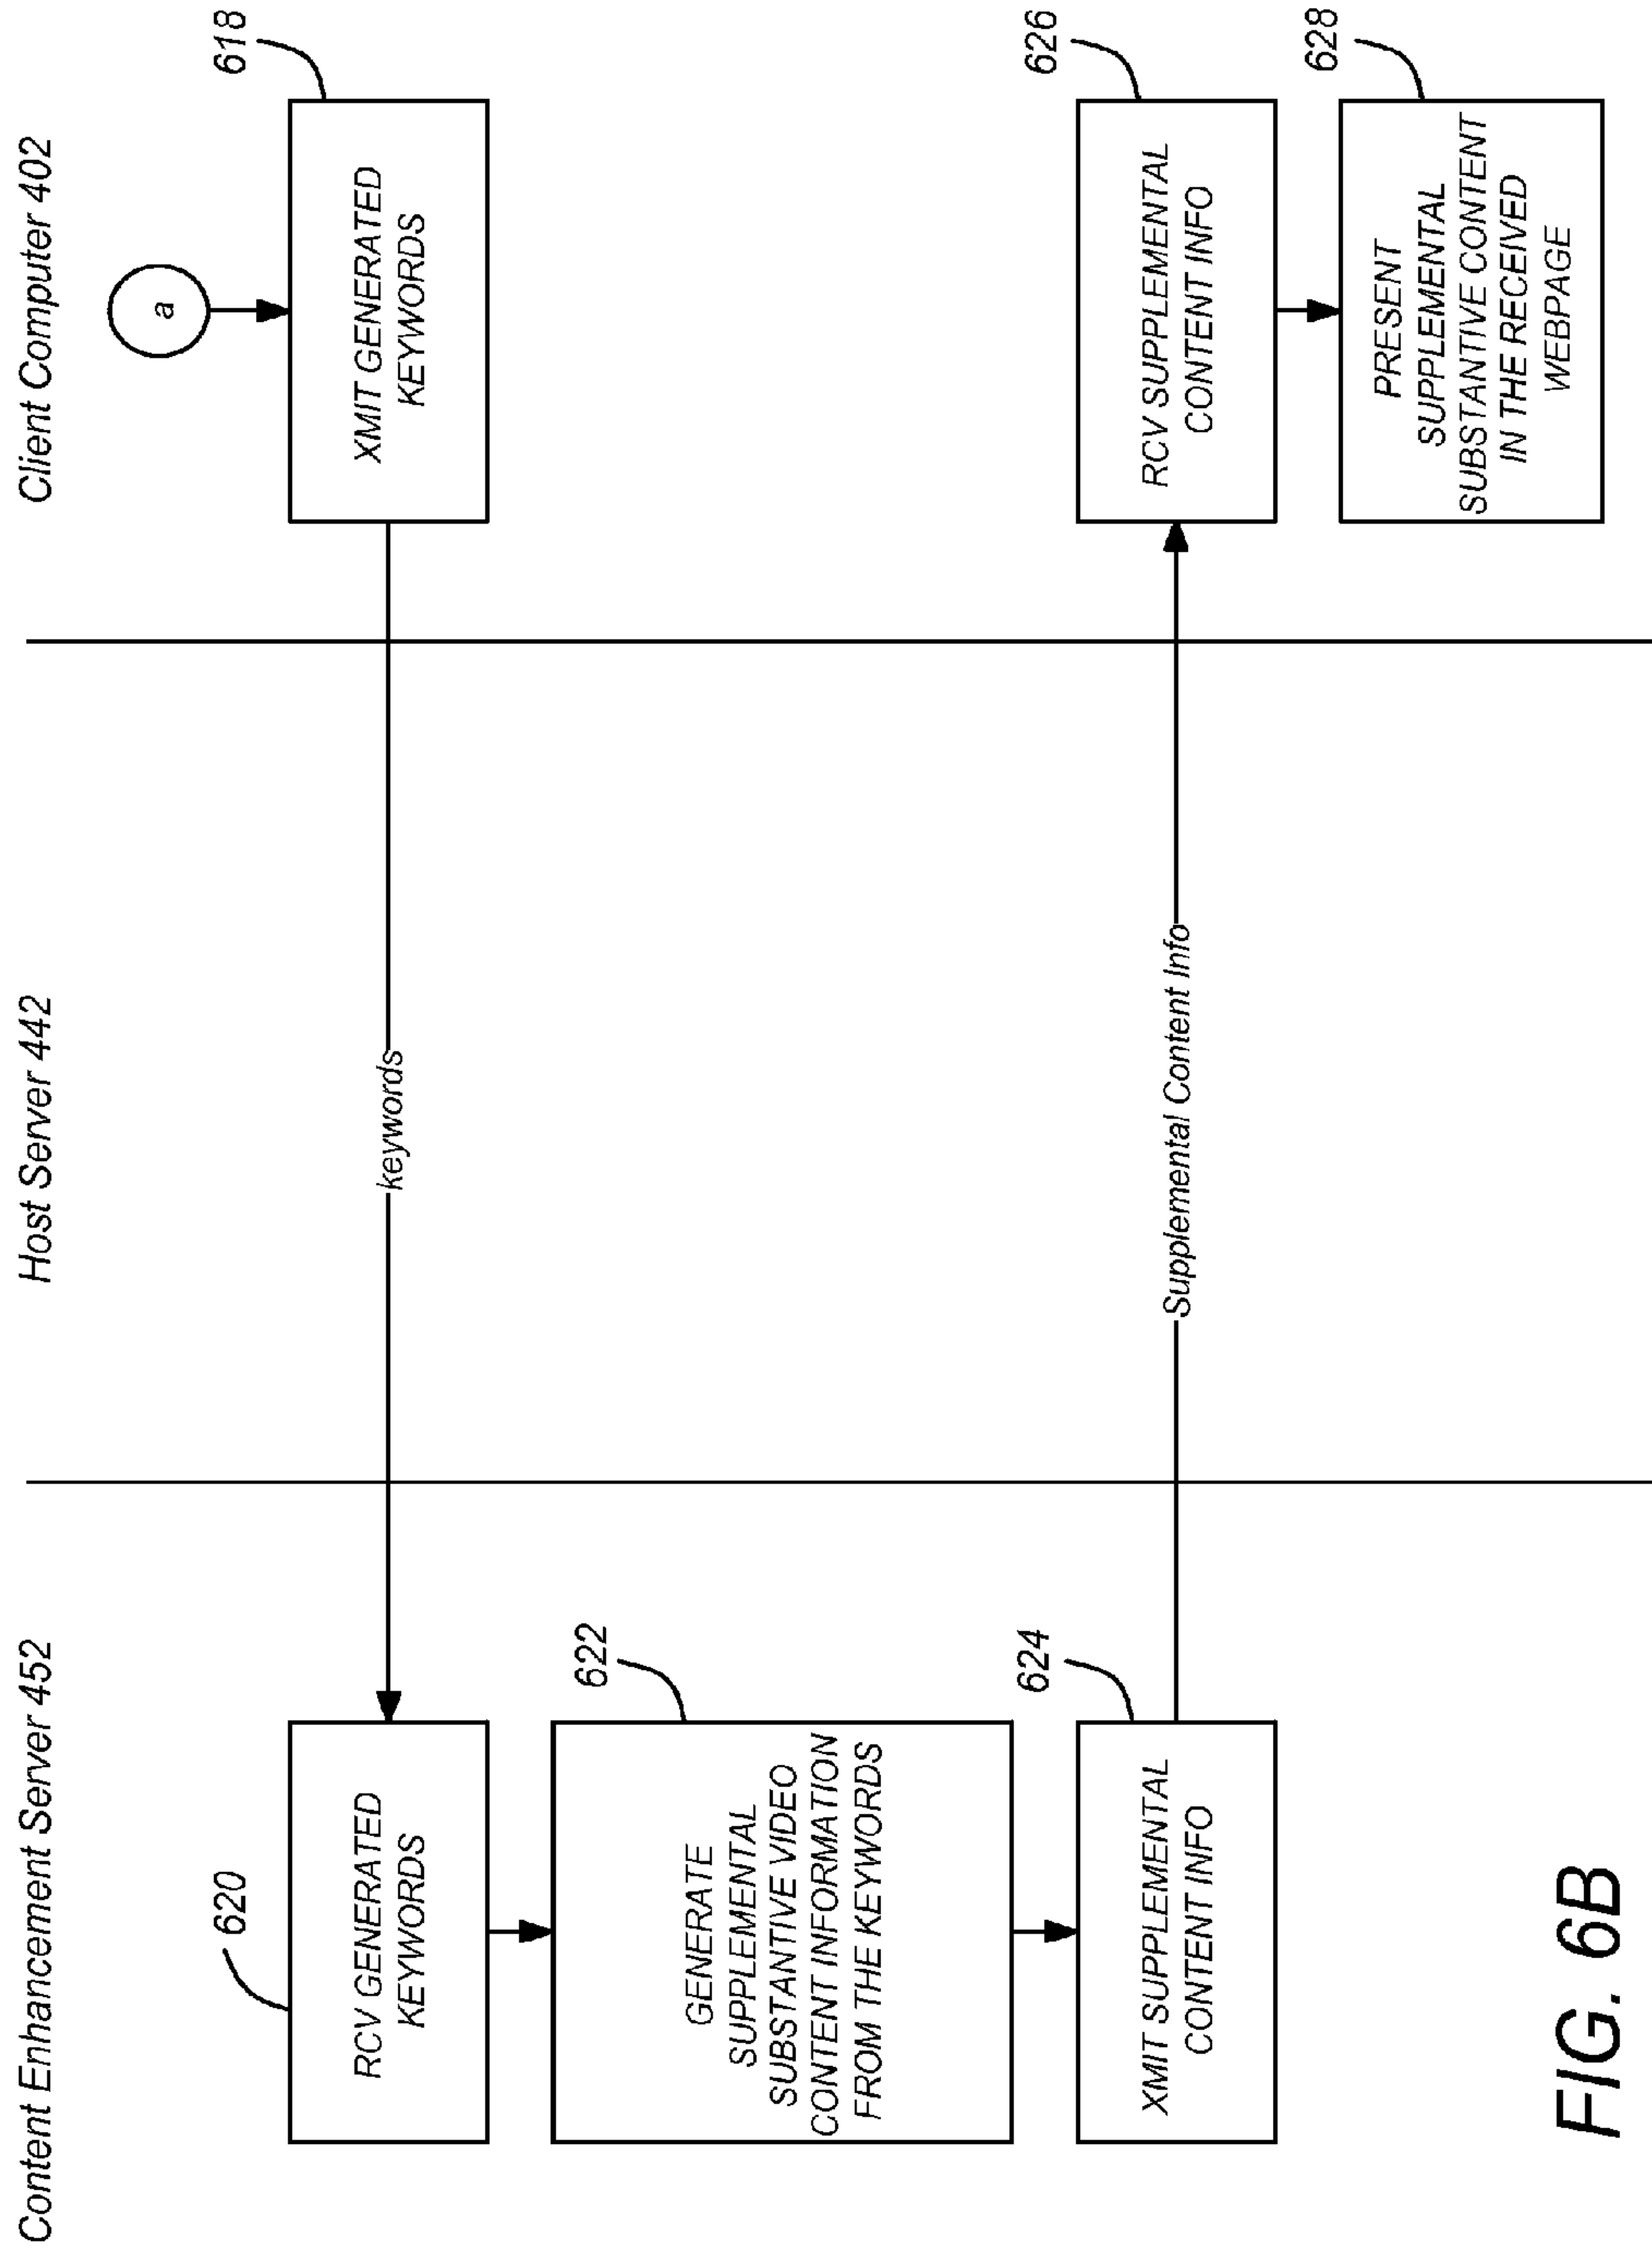 Content Enhancement Server 452
Host Server 442
Client Computer 402
a
620
618
RCV GENERATED
KEYWORDS
keywords
XMIT GENERATED
KEYWORDS
622
GENERATE
SUPPLEMENTAL
SUBSTANTIVE VIDEO
CONTENT INFORMATION
FROM THE KEYWORDS
624
626
XMIT SUPPLEMENTAL
CONTENT INFO
Supplemental Content Info
RCV SUPPLEMENTAL
CONTENT INFO
628
PRESENT
SUPPLEMENTAL
SUBSTANTIVE CONTENT
IN THE RECEIVED
WEBPAGE
FIG. 6B